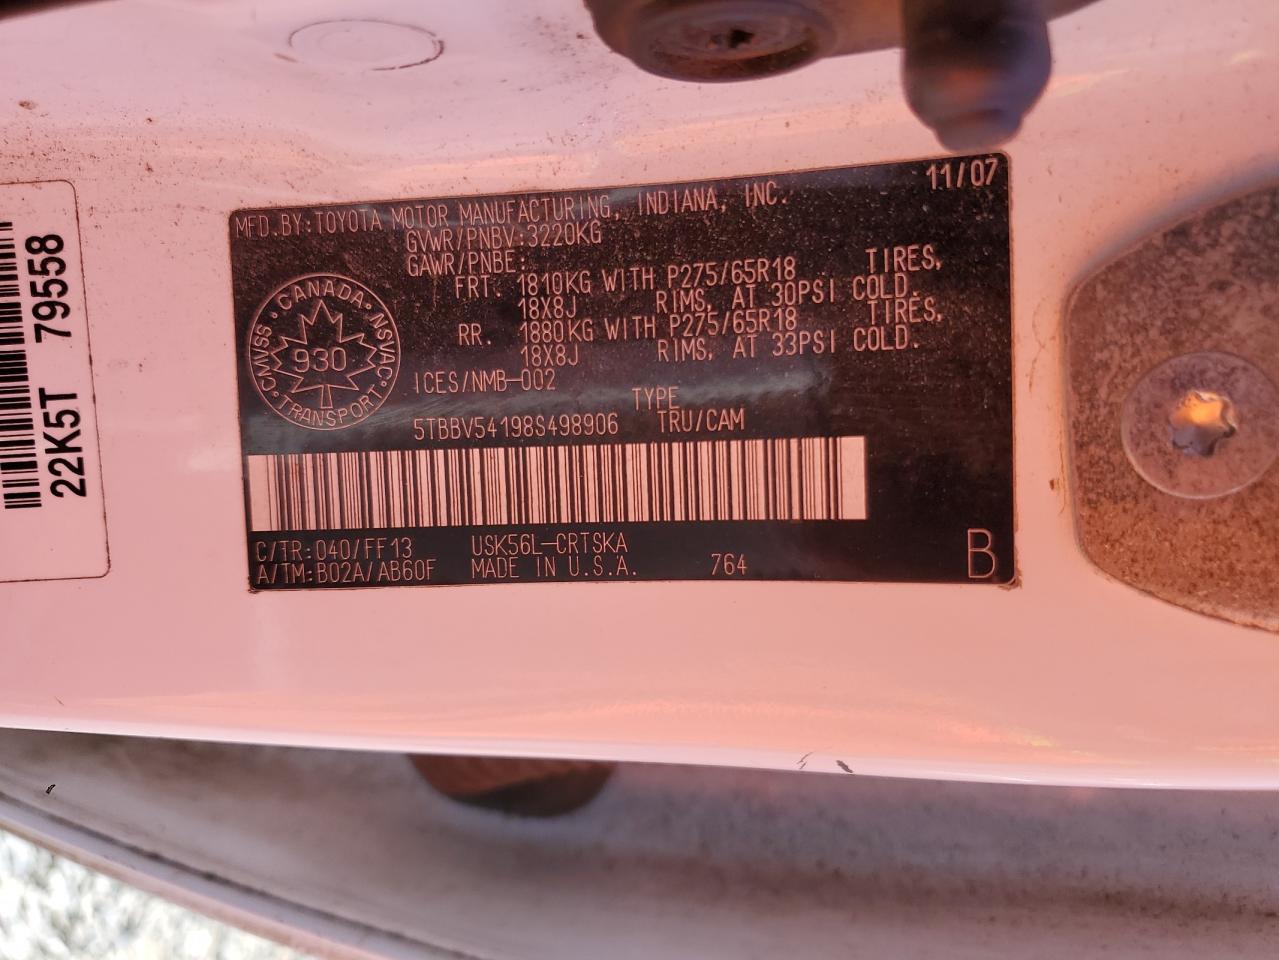 22K5T 79558
11/07
MFD.BY:TOYOTA MOTOR MANUFACTURING, INDIANA, INC.
GVWR/PNBV:3220KG
GAWR/PNBE:
FRT. 1810KG WITH P275/65R18 TIRES,
18X8J RIMS, AT 30PSI COLD.
RR. 1880KG WITH P275/65R18 TIRES,
18X8J RIMS, AT 33PSI COLD.
CANADA
CMVSS 930 NSVAC
TRANSPORT
ICES/NMB-002
TYPE
5TBBV54198S498906 TRU/CAM
C/TR:040/FF13 USK56L-CRTSKA
A/TM:B02A/AB60F MADE IN U.S.A. 764
B